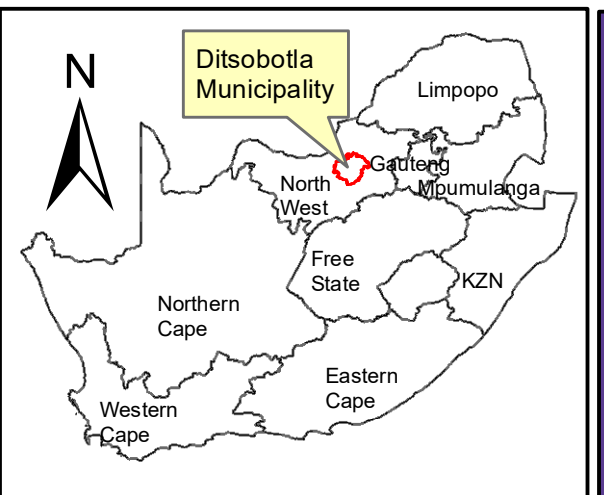 N
Ditsobotla
Municipality
Limpopo
Gauteng
Mpumulanga
North
West
Free
State
KZN
Northern
Cape
Eastern
Cape
Western
Cape